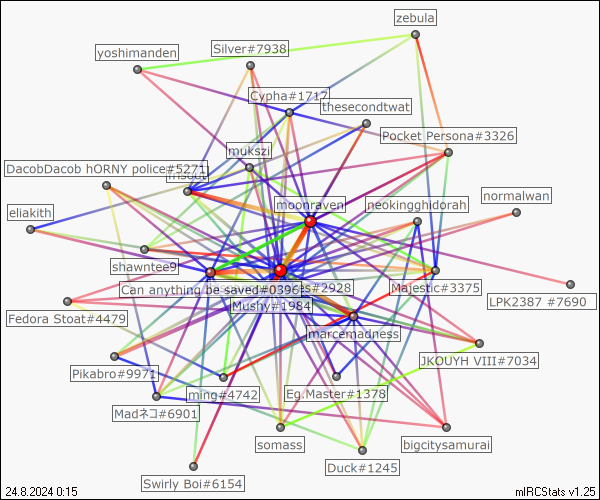 zebula
yoshimanden
Silver#7938
Cypha#1717
thesecondtwat
Pocket Persona#3326
mukszi
DacobDacob hORNY police#5271
eliakith
moonraven
neokingghidorah
normalwan
shawntee9
Can anything be saved#0396
s#2928
Majestic#3375
LPK2387 #7690
Mushy#1984
Fedora Stoat#4479
marcemadness
JKOUYH VIII#7034
Pikabro#9971
ming#4742
Eg.Master#1378
Madネコ#6901
somass
bigcitysamurai
Duck#1245
Swirly Boi#6154
24.8.2024 0:15
mIRCStats v1.25